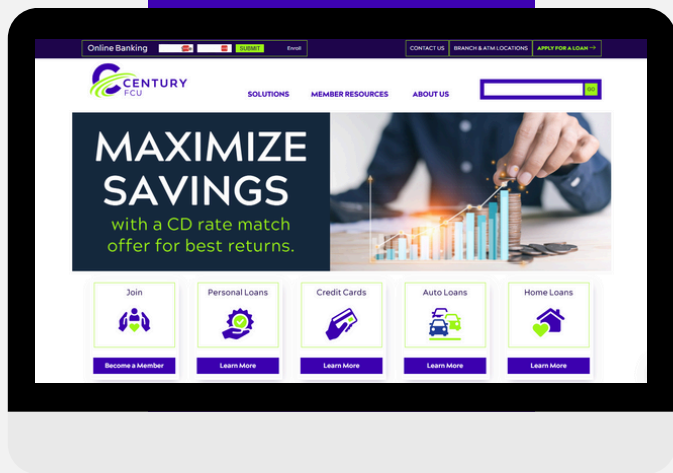 Online Banking
SUBMIT
Enroll
CONTACT US
BRANCH & ATM LOCATIONS
APPLY FOR A LOAN →
CENTURY
FCU
SOLUTIONS
MEMBER RESOURCES
ABOUT US
GO
MAXIMIZE
SAVINGS
with a CD rate match
offer for best returns.
Join
Personal Loans
Credit Cards
Auto Loans
Home Loans
Become a Member
Learn More
Learn More
Learn More
Learn More